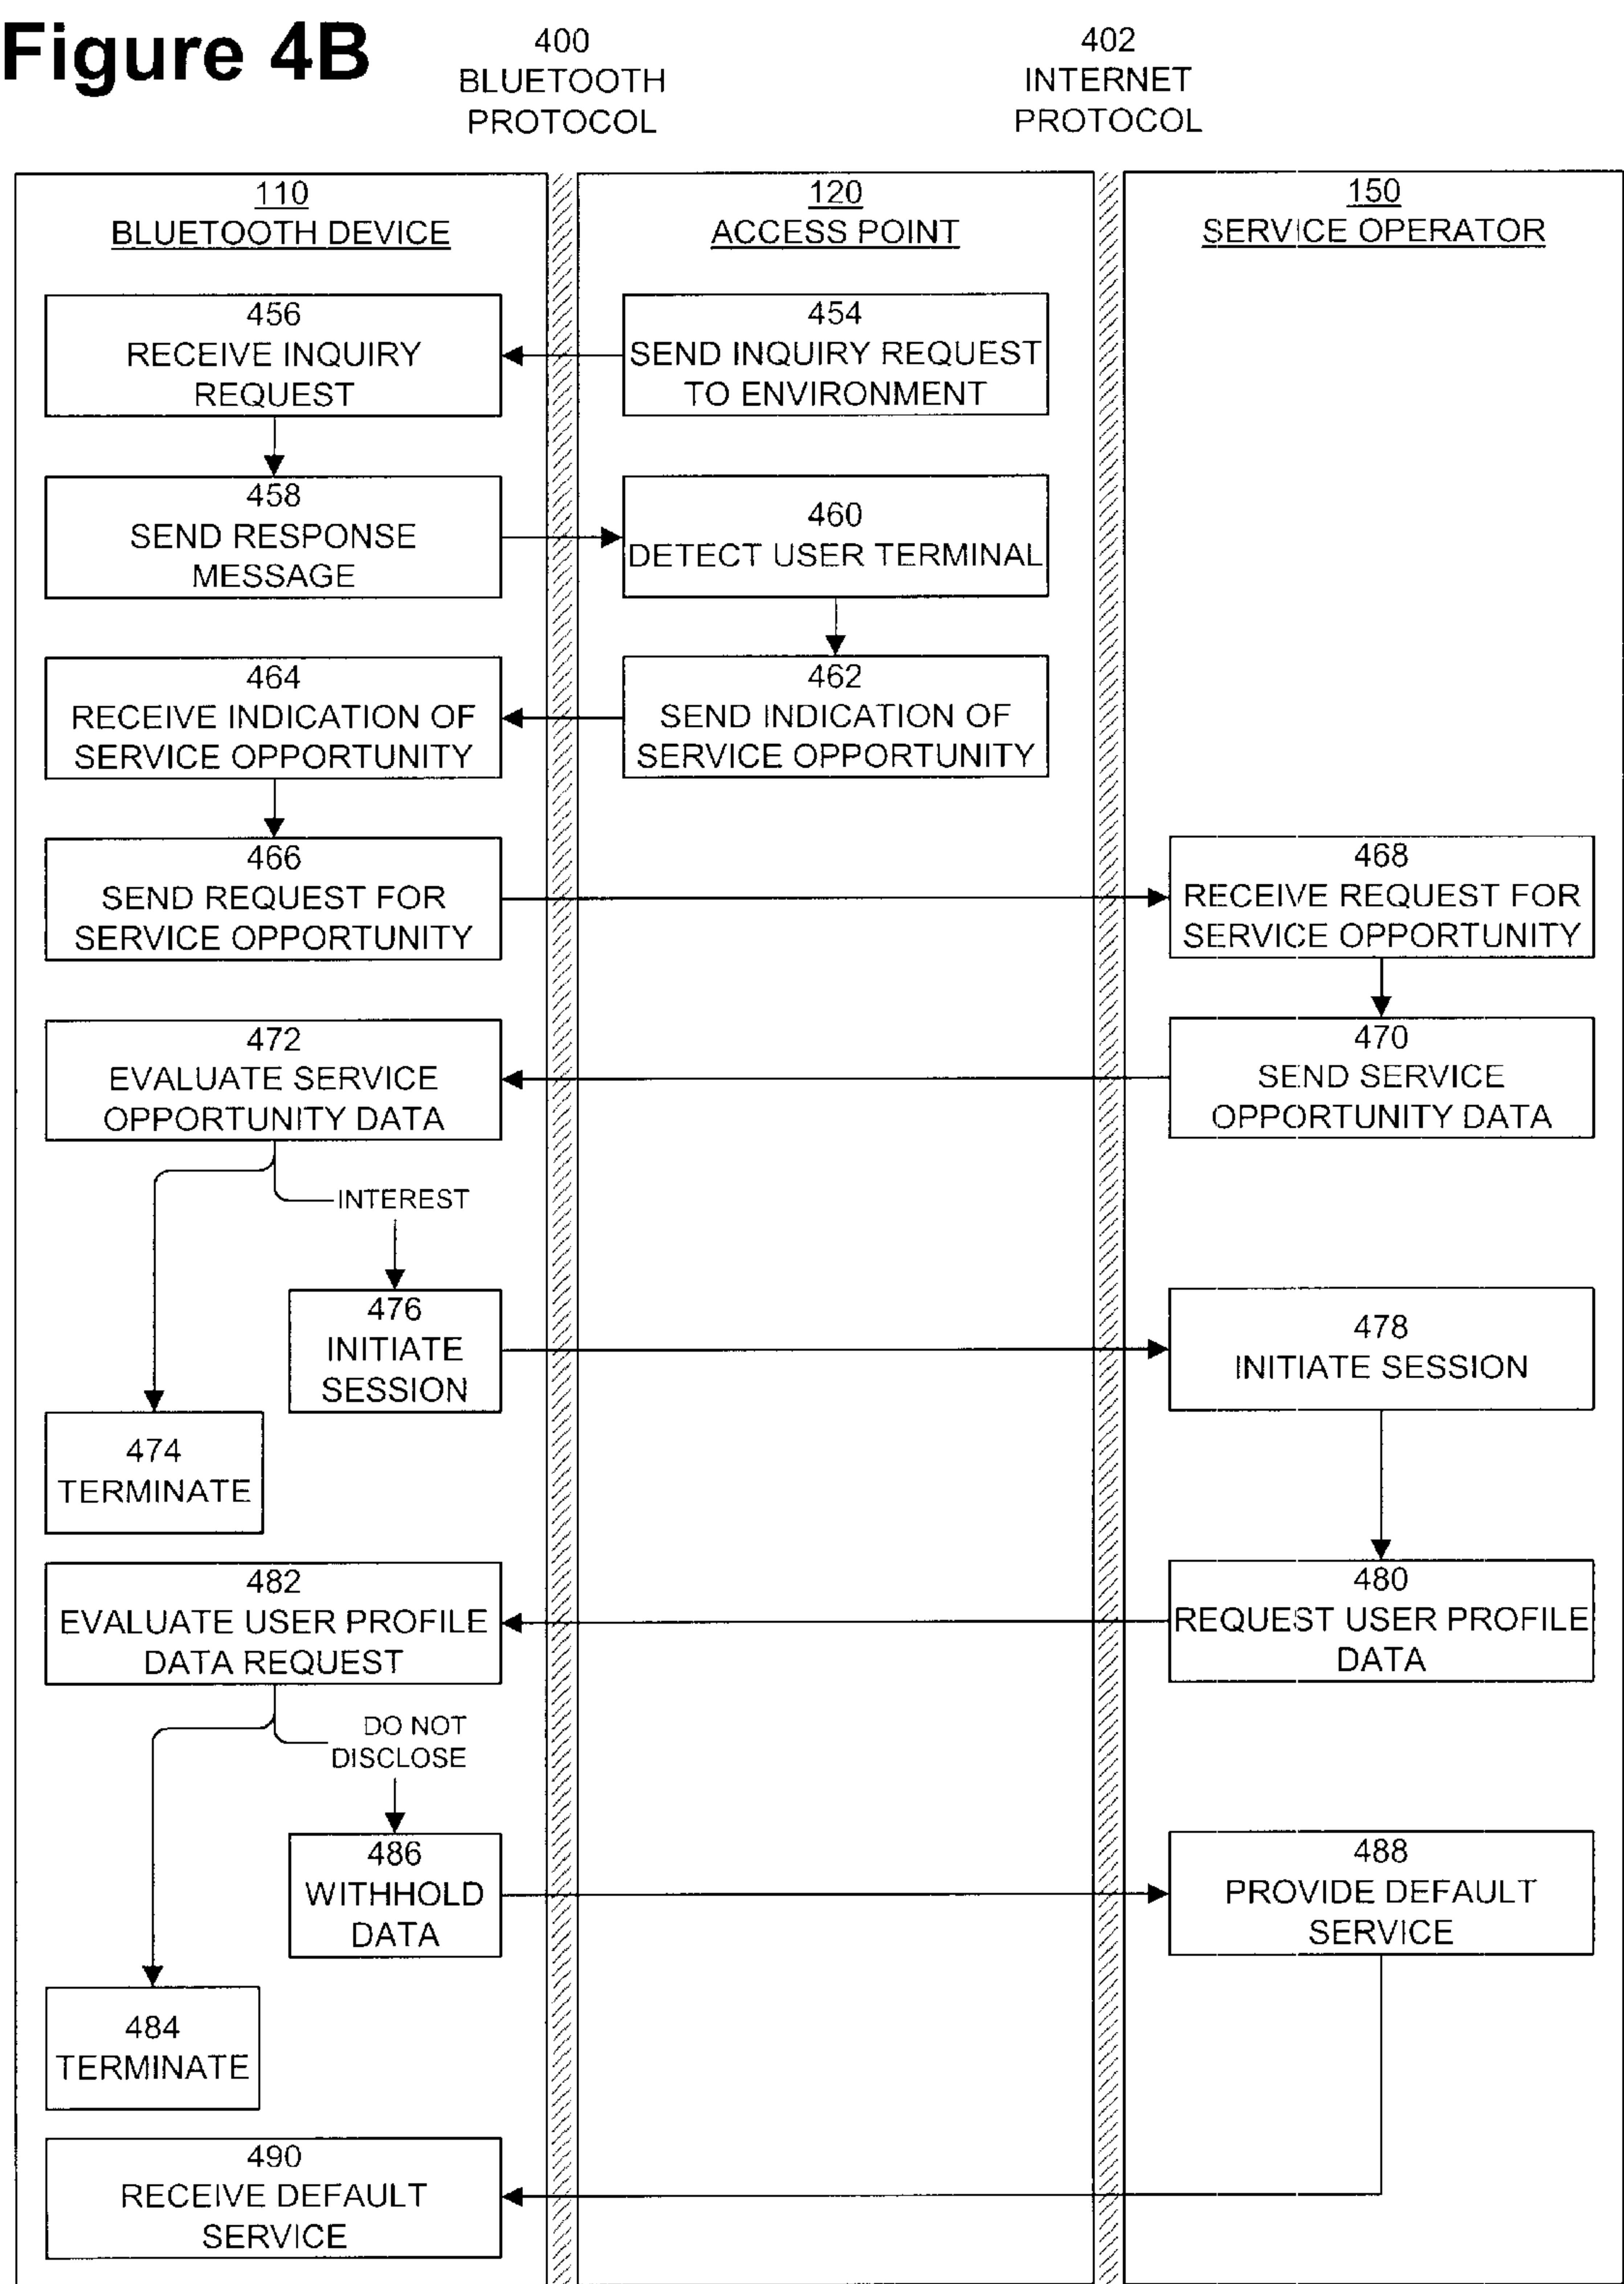 Figure 4B
400
BLUETOOTH
PROTOCOL
402
INTERNET
PROTOCOL
110
BLUETOOTH DEVICE
120
ACCESS POINT
150
SERVICE OPERATOR
456
RECEIVE INQUIRY
REQUEST
454
SEND INQUIRY REQUEST
TO ENVIRONMENT
458
SEND RESPONSE
MESSAGE
460
DETECT USER TERMINAL
464
RECEIVE INDICATION OF
SERVICE OPPORTUNITY
462
SEND INDICATION OF
SERVICE OPPORTUNITY
466
SEND REQUEST FOR
SERVICE OPPORTUNITY
468
RECEIVE REQUEST FOR
SERVICE OPPORTUNITY
472
EVALUATE SERVICE
OPPORTUNITY DATA
470
SEND SERVICE
OPPORTUNITY DATA
INTEREST
476
INITIATE
SESSION
478
INITIATE SESSION
474
TERMINATE
482
EVALUATE USER PROFILE
DATA REQUEST
480
REQUEST USER PROFILE
DATA
DO NOT
DISCLOSE
486
WITHHOLD
DATA
488
PROVIDE DEFAULT
SERVICE
484
TERMINATE
490
RECEIVE DEFAULT
SERVICE